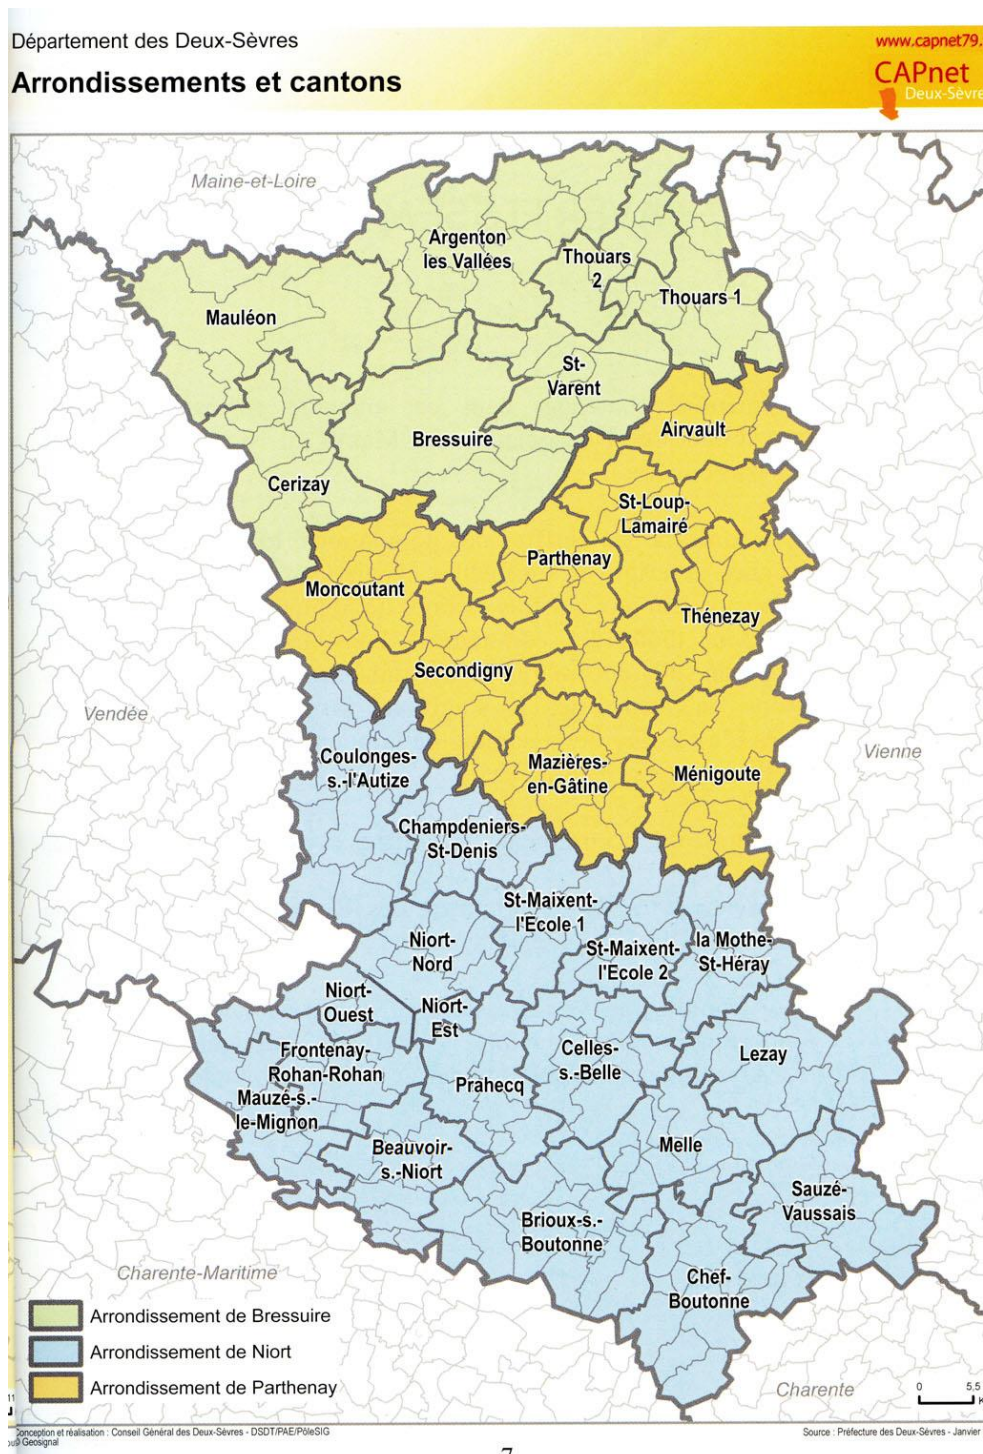 Département des Deux-Sèvres
Arrondissements et cantons
www.capnet79.
CAPnet
Deux-Sèvre
Maine-et-Loire
Argenton
les Vallées
Thouars
2
Thouars 1
Mauléon
St-
Varent
Airvault
Bressuire
Cerizay
St-Loup-
Lamairé
Parthenay
Moncoutant
Thénezay
Secondigny
Vendée
Vienne
Coulonges-
s.-l'Autize
Mazières-
en-Gâtine
Ménigoute
Champdeniers-
St-Denis
St-Maixent-
l'Ecole 1
Niort-
Nord
St-Maixent-
l'Ecole 2
la Mothe-
St-Héray
Niort-
Ouest
Niort-
Est
Frontenay-
Rohan-Rohan
Celles-
s.-Belle
Lezay
Prahecq
Mauzé-s.-
le-Mignon
Beauvoir-
s.-Niort
Melle
Sauzé-
Vaussais
Brioux-s.-
Boutonne
Charente-Maritime
Chef-
Boutonne
Arrondissement de Bressuire
Arrondissement de Niort
Arrondissement de Parthenay
Charente
0 5,5
K
11
Conception et réalisation : Conseil Général des Deux-Sèvres - DSDT/PAE/PôleSIG
Geosignal
Source : Préfecture des Deux-Sèvres - Janvier
7